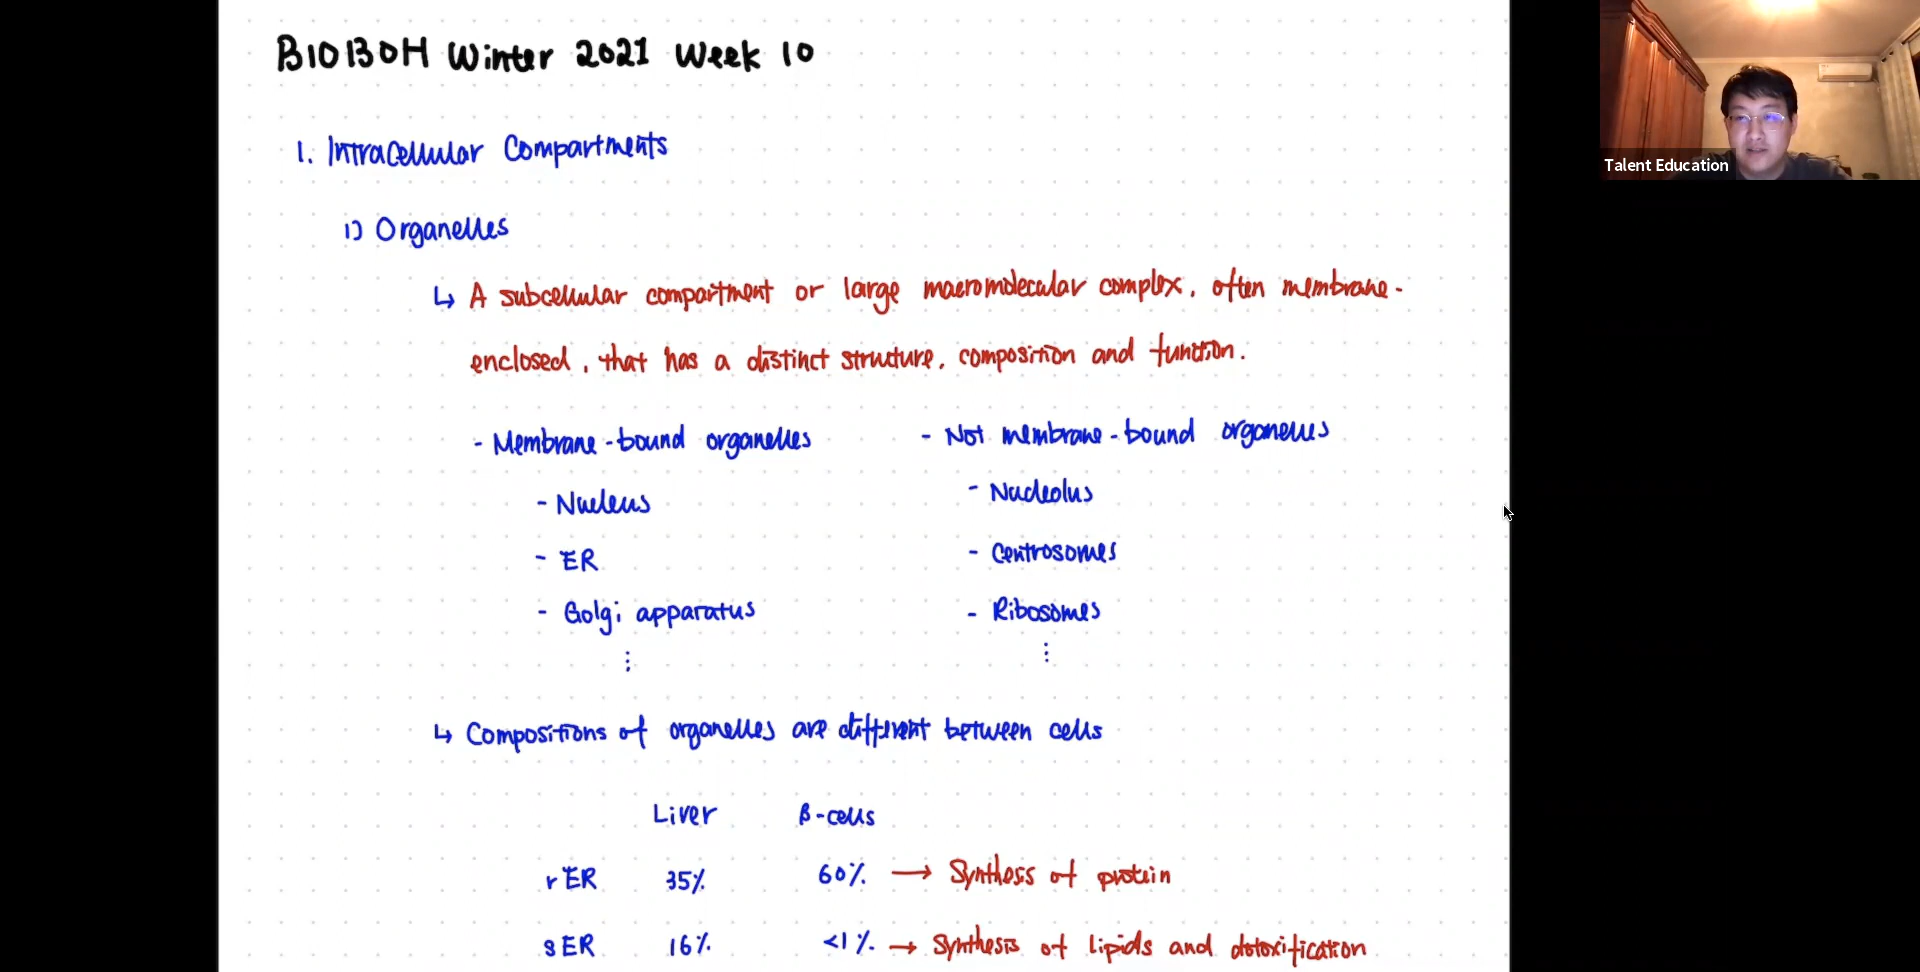 BIO130H Winter 2021 Week 10
1. Intracellular Compartments
1) Organelles
↳ A subcellular compartment or large macromolecular complex, often membrane-
enclosed, that has a distinct structure, composition and function.
- Membrane-bound organelles
- Nucleus
- ER
- Golgi apparatus
⋮
- Not membrane-bound organelles
- Nucleolus
- Centrosomes
- Ribosomes
⋮
↳ Compositions of organelles are different between cells
Liver β-cells
rER 35% 60% → Synthesis of protein
sER 16% <1% → Synthesis of lipids and detoxification
Talent Education